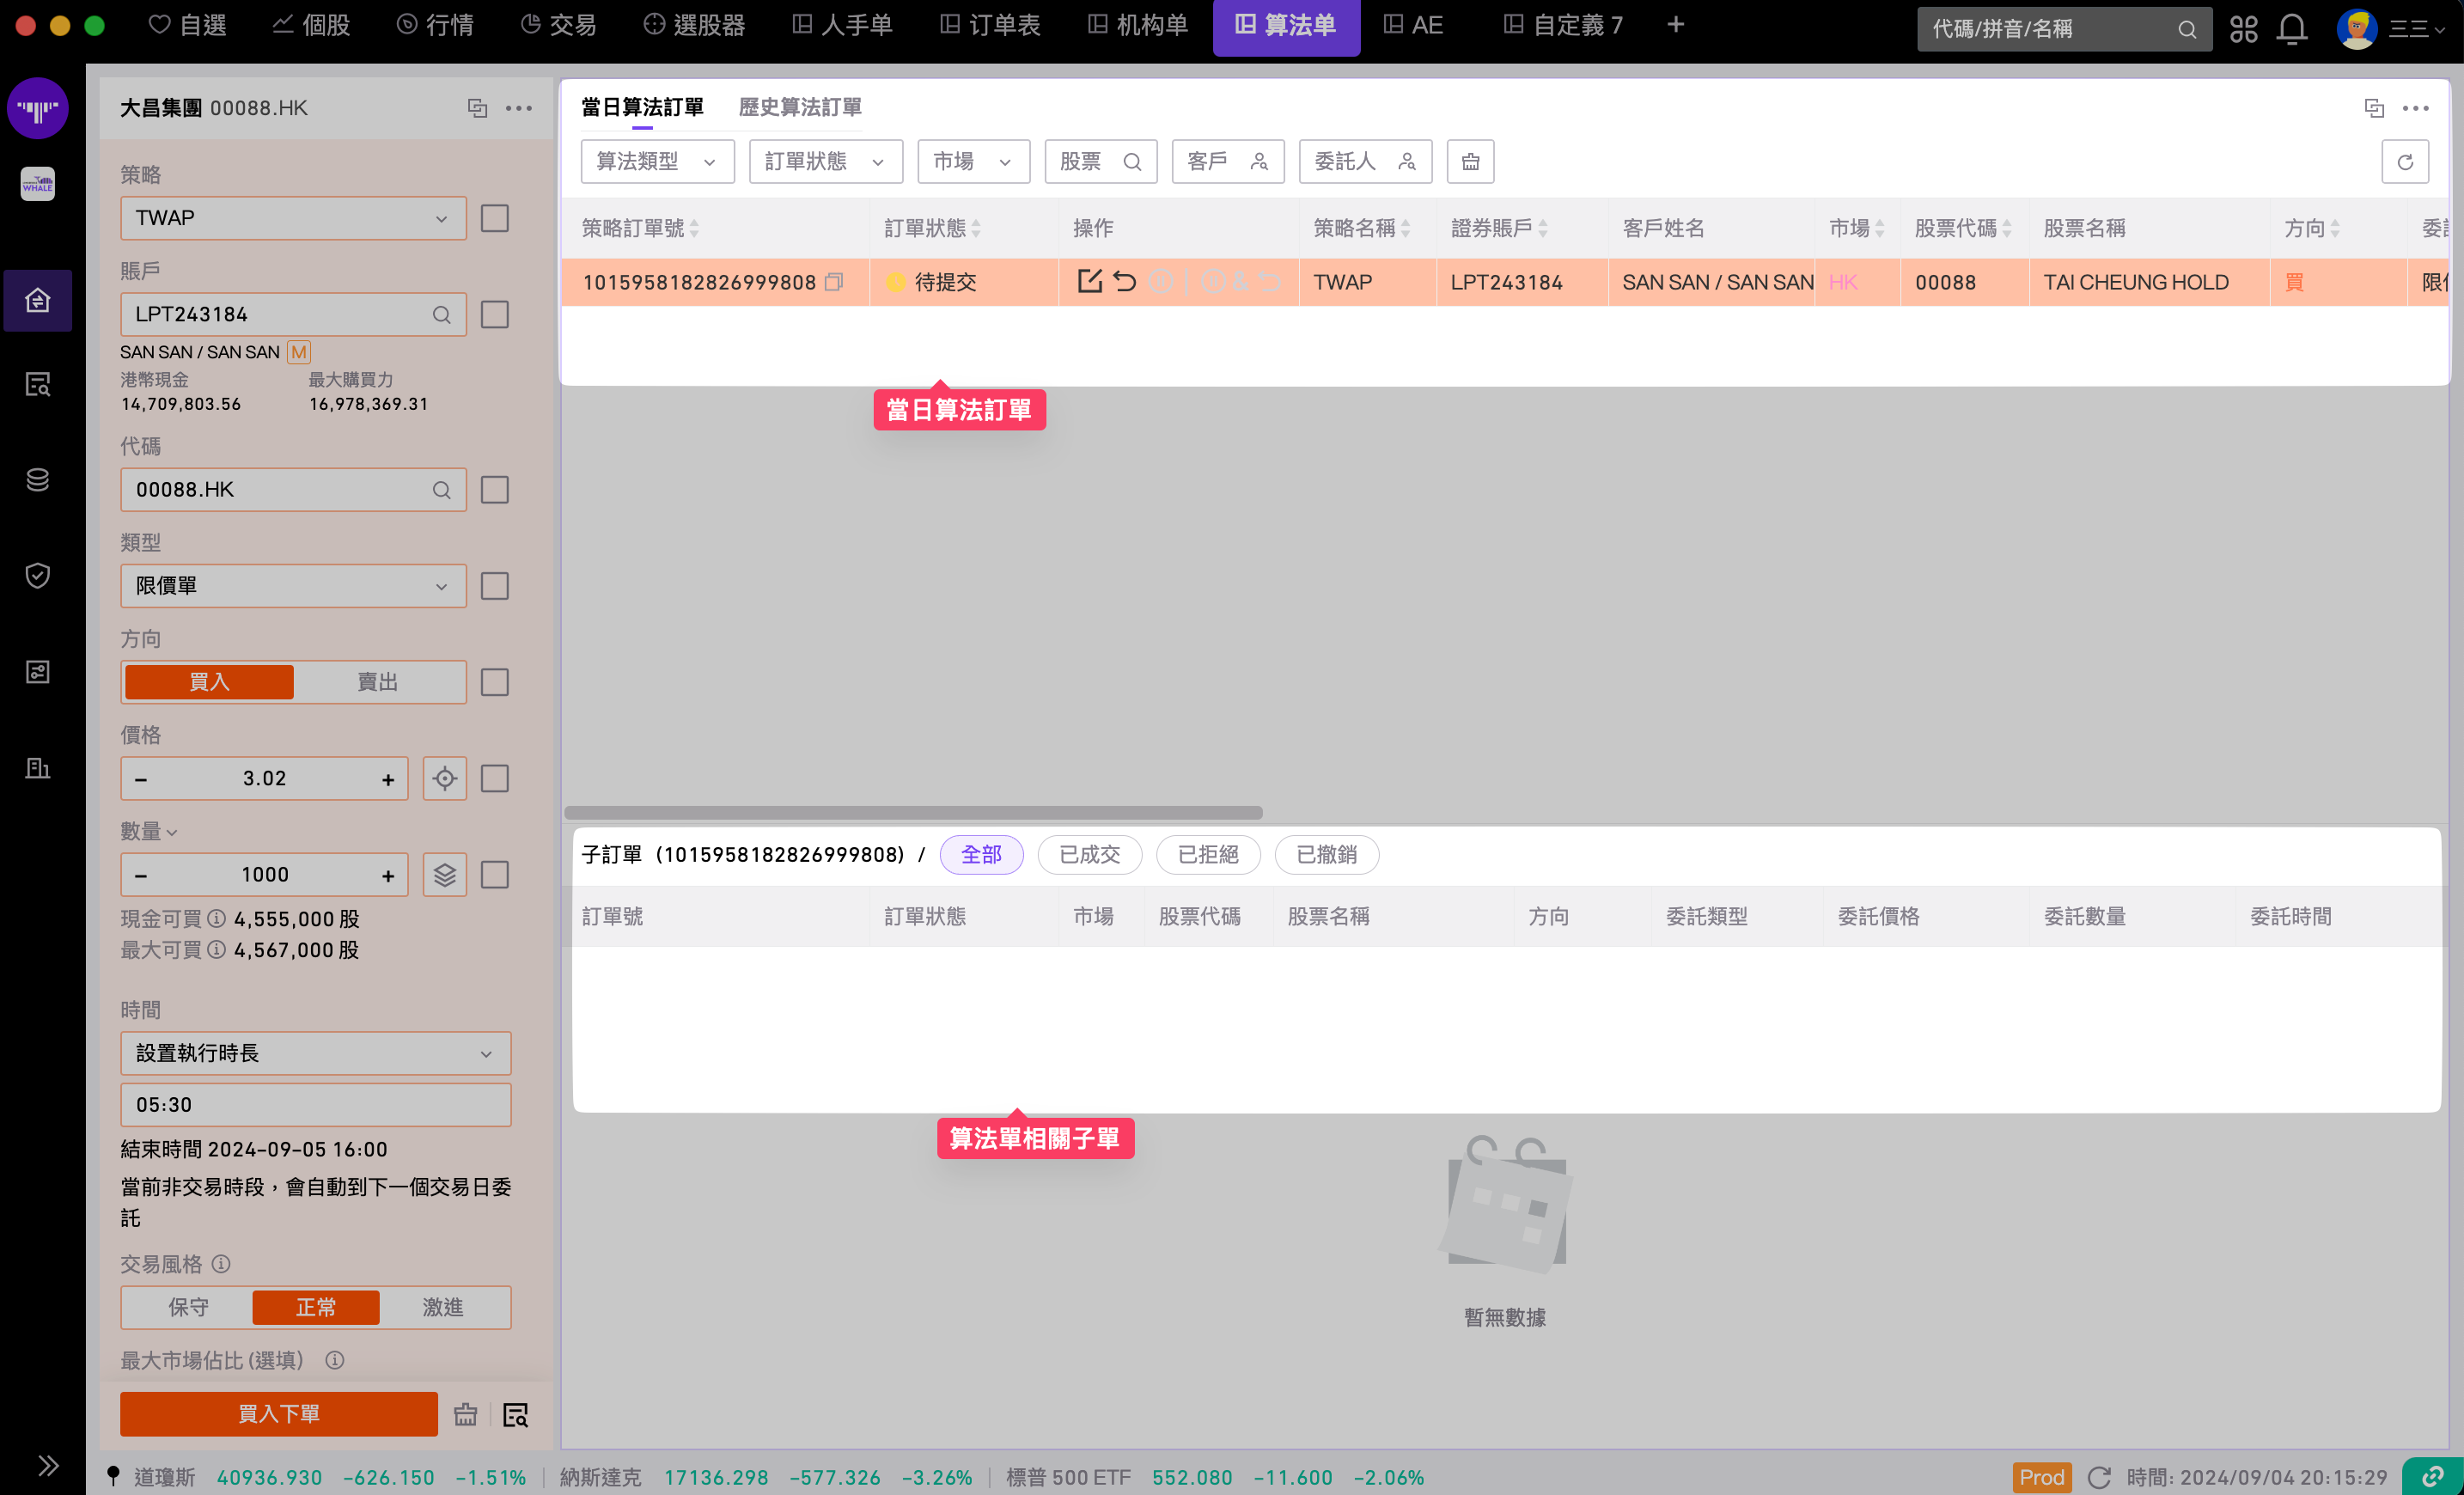 自選 個股 行情 交易 選股器 人手单 订单表 机构单 算法单 AE 自定義 7 +
代碼/拼音/名稱 三三
WHALE
大昌集團 00088.HK
策略
TWAP
賬戶
LPT243184
SAN SAN / SAN SAN M
港幣現金 最大購買力
14,709,803.56 16,978,369.31
代碼
00088.HK
類型
限價單
方向
買入 賣出
價格
− 3.02 +
數量
− 1000 +
現金可買 4,555,000 股
最大可買 4,567,000 股
時間
設置執行時長
05:30
結束時間 2024-09-05 16:00
當前非交易時段，會自動到下一個交易日委
託
交易風格
保守 正常 激進
最大市場佔比 (選填)
買入下單
當日算法訂單 歷史算法訂單
算法類型 訂單狀態 市場 股票 客戶 委託人
策略訂單號 訂單狀態 操作 策略名稱 證券賬戶 客戶姓名 市場 股票代碼 股票名稱 方向
1015958182826999808 待提交 TWAP LPT243184 SAN SAN / SAN SAN HK 00088 TAI CHEUNG HOLD 買
當日算法訂單
子訂單 (1015958182826999808) / 全部 已成交 已拒絕 已撤銷
訂單號 訂單狀態 市場 股票代碼 股票名稱 方向 委託類型 委託價格 委託數量 委託時間
算法單相關子單
暫無數據
道瓊斯 40936.930 -626.150 -1.51% 納斯達克 17136.298 -577.326 -3.26% 標普 500 ETF 552.080 -11.600 -2.06% Prod 時間: 2024/09/04 20:15:29